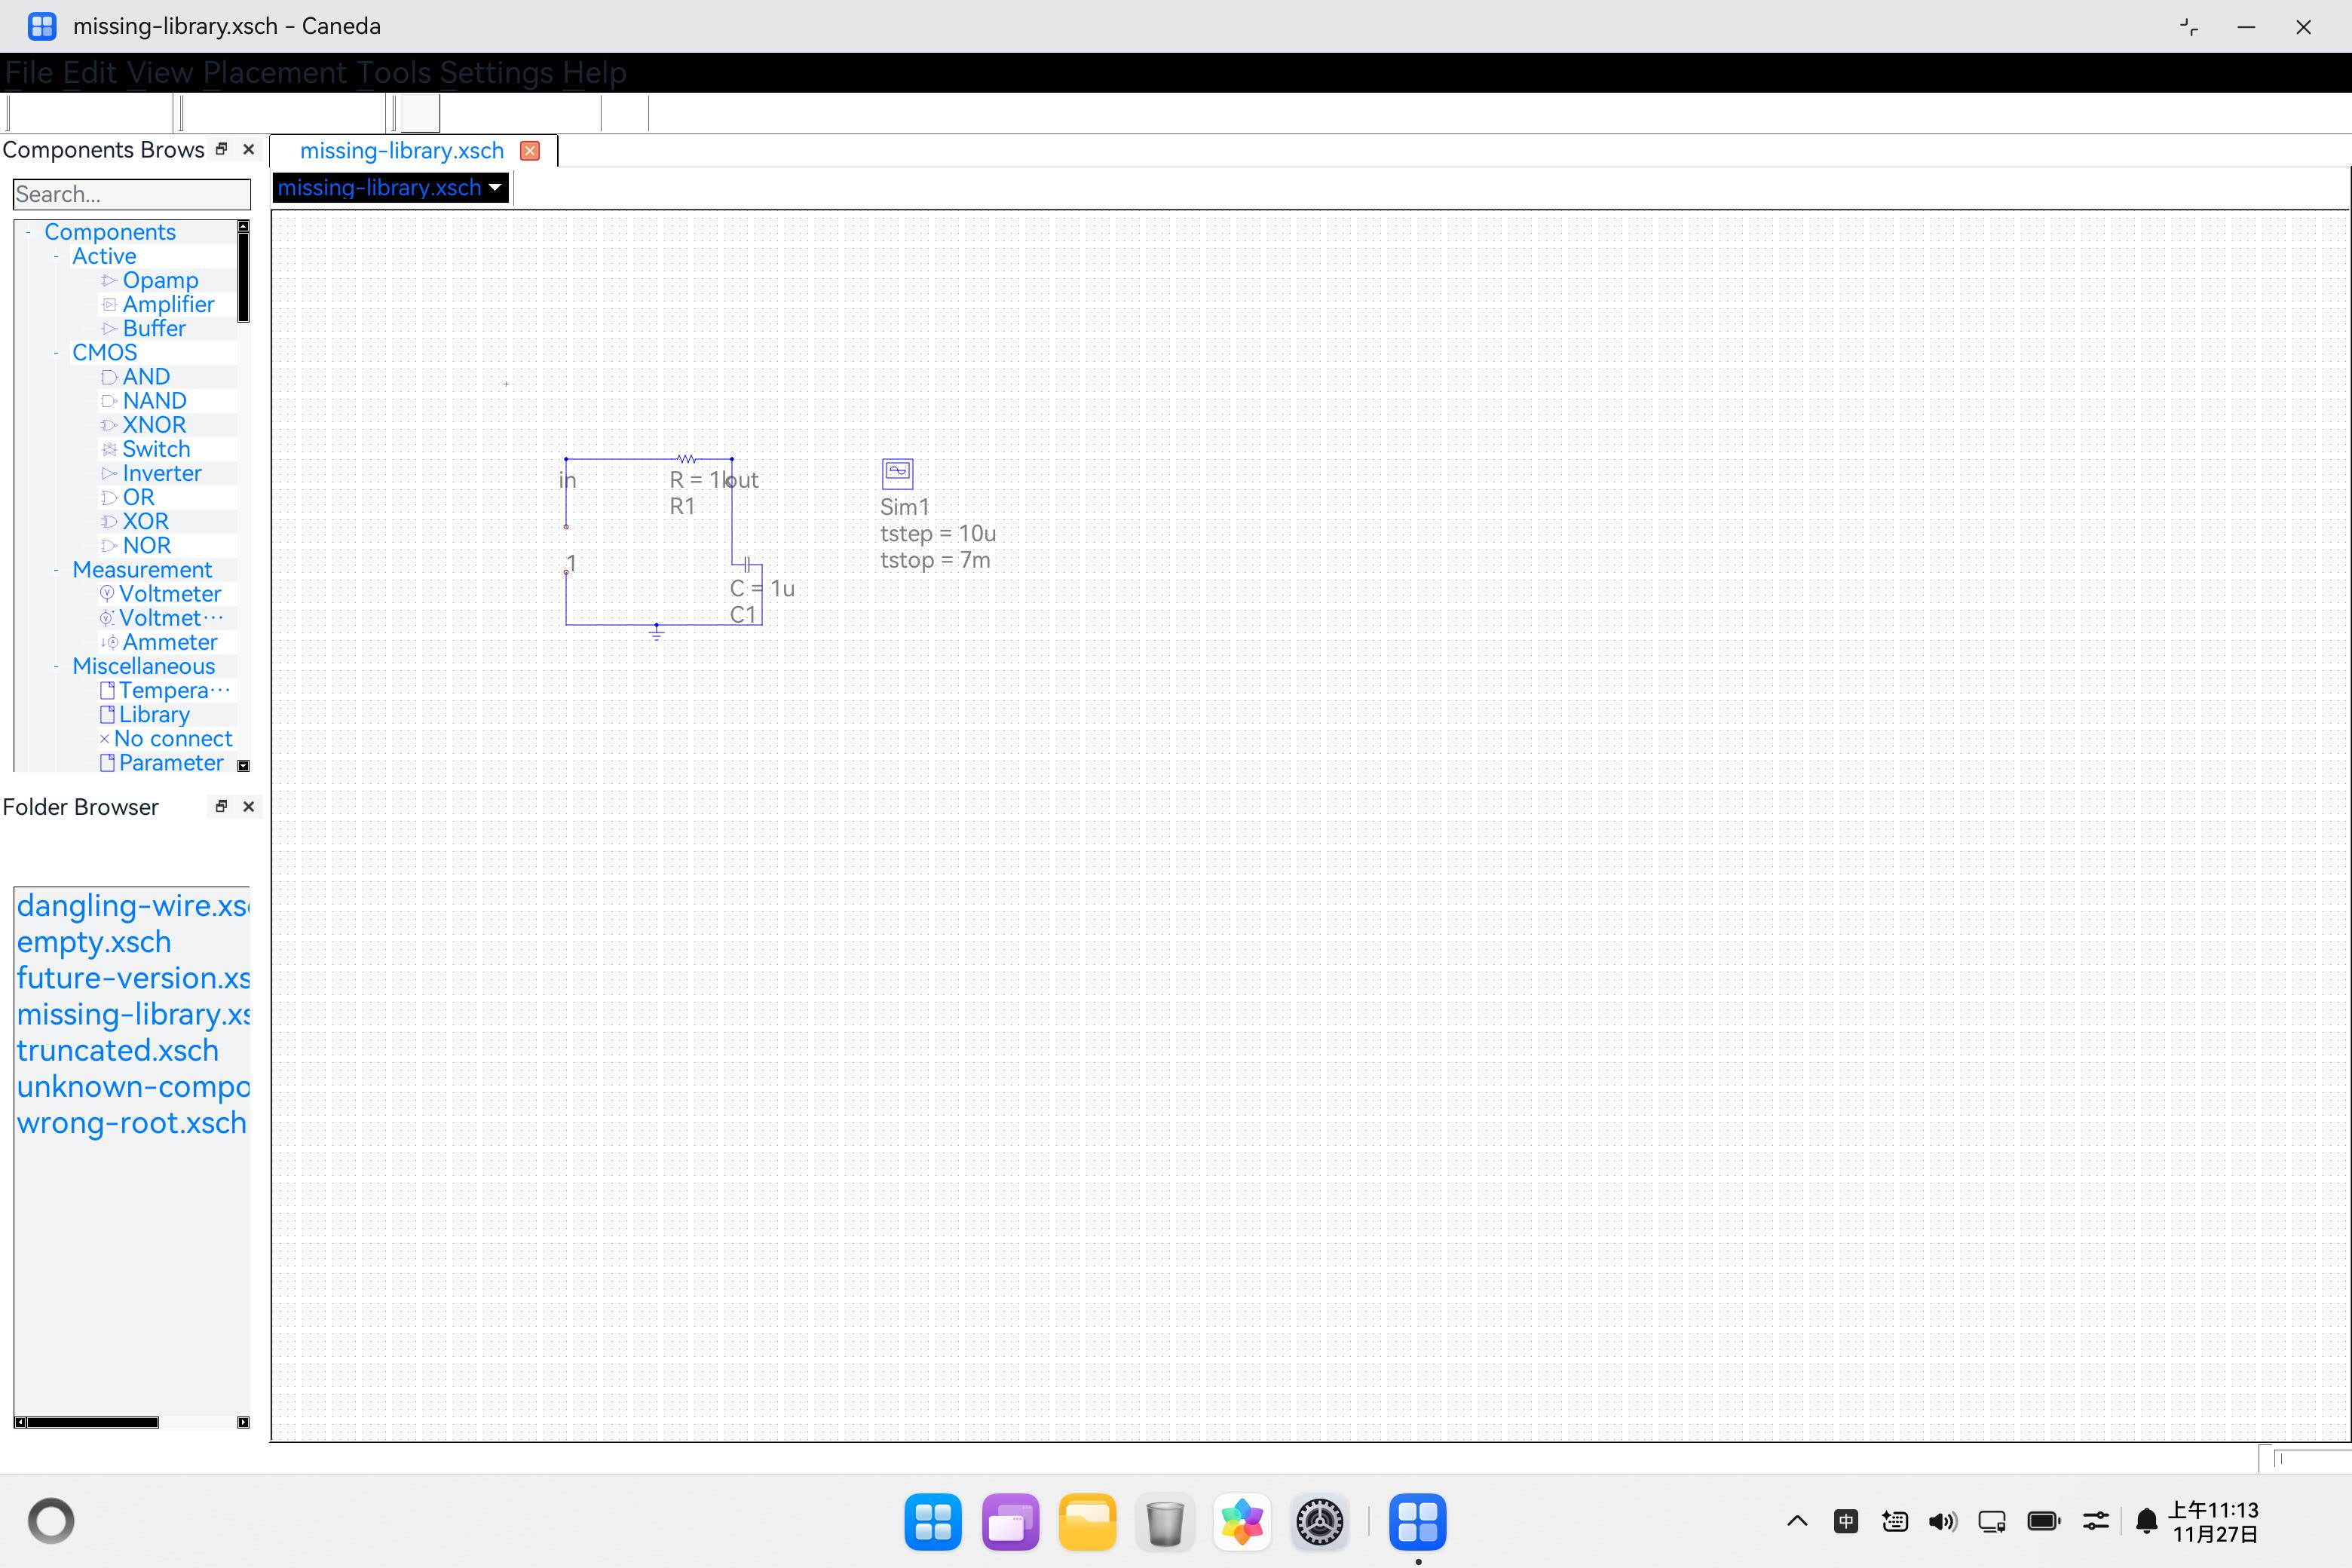 missing-library.xsch - Caneda
File Edit View Placement Tools Settings Help
Components Brows
missing-library.xsch
Search...
missing-library.xsch
Components
Active
Opamp
Amplifier
Buffer
CMOS
AND
NAND
XNOR
Switch
Inverter
OR
XOR
NOR
Measurement
Voltmeter
Voltmet···
Ammeter
Miscellaneous
Tempera···
Library
No connect
Parameter
in
R = 1k
out
R1
1
C = 1u
C1
Sim1
tstep = 10u
tstop = 7m
Folder Browser
dangling-wire.xs
empty.xsch
future-version.xs
missing-library.xs
truncated.xsch
unknown-compo
wrong-root.xsch
中
上午11:13
11月27日